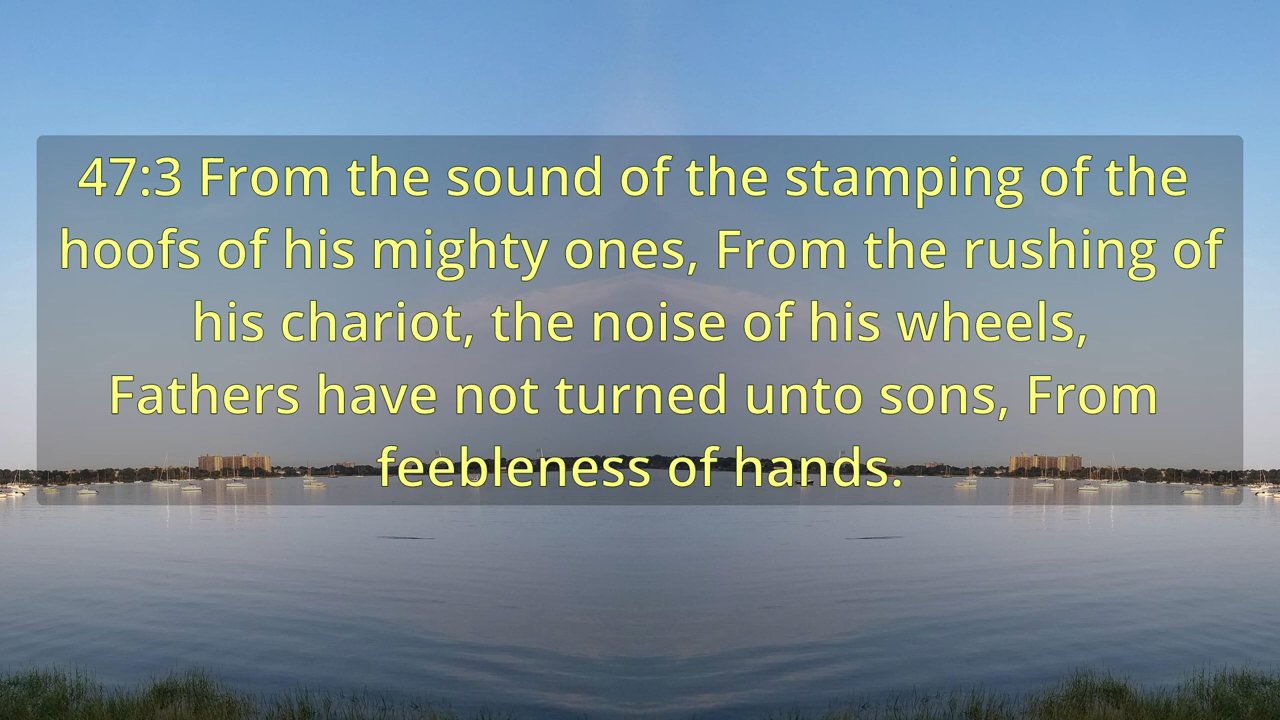 47:3 From the sound of the stamping of the
hoofs of his mighty ones, From the rushing of
his chariot, the noise of his wheels,
Fathers have not turned unto sons, From
feebleness of hands.